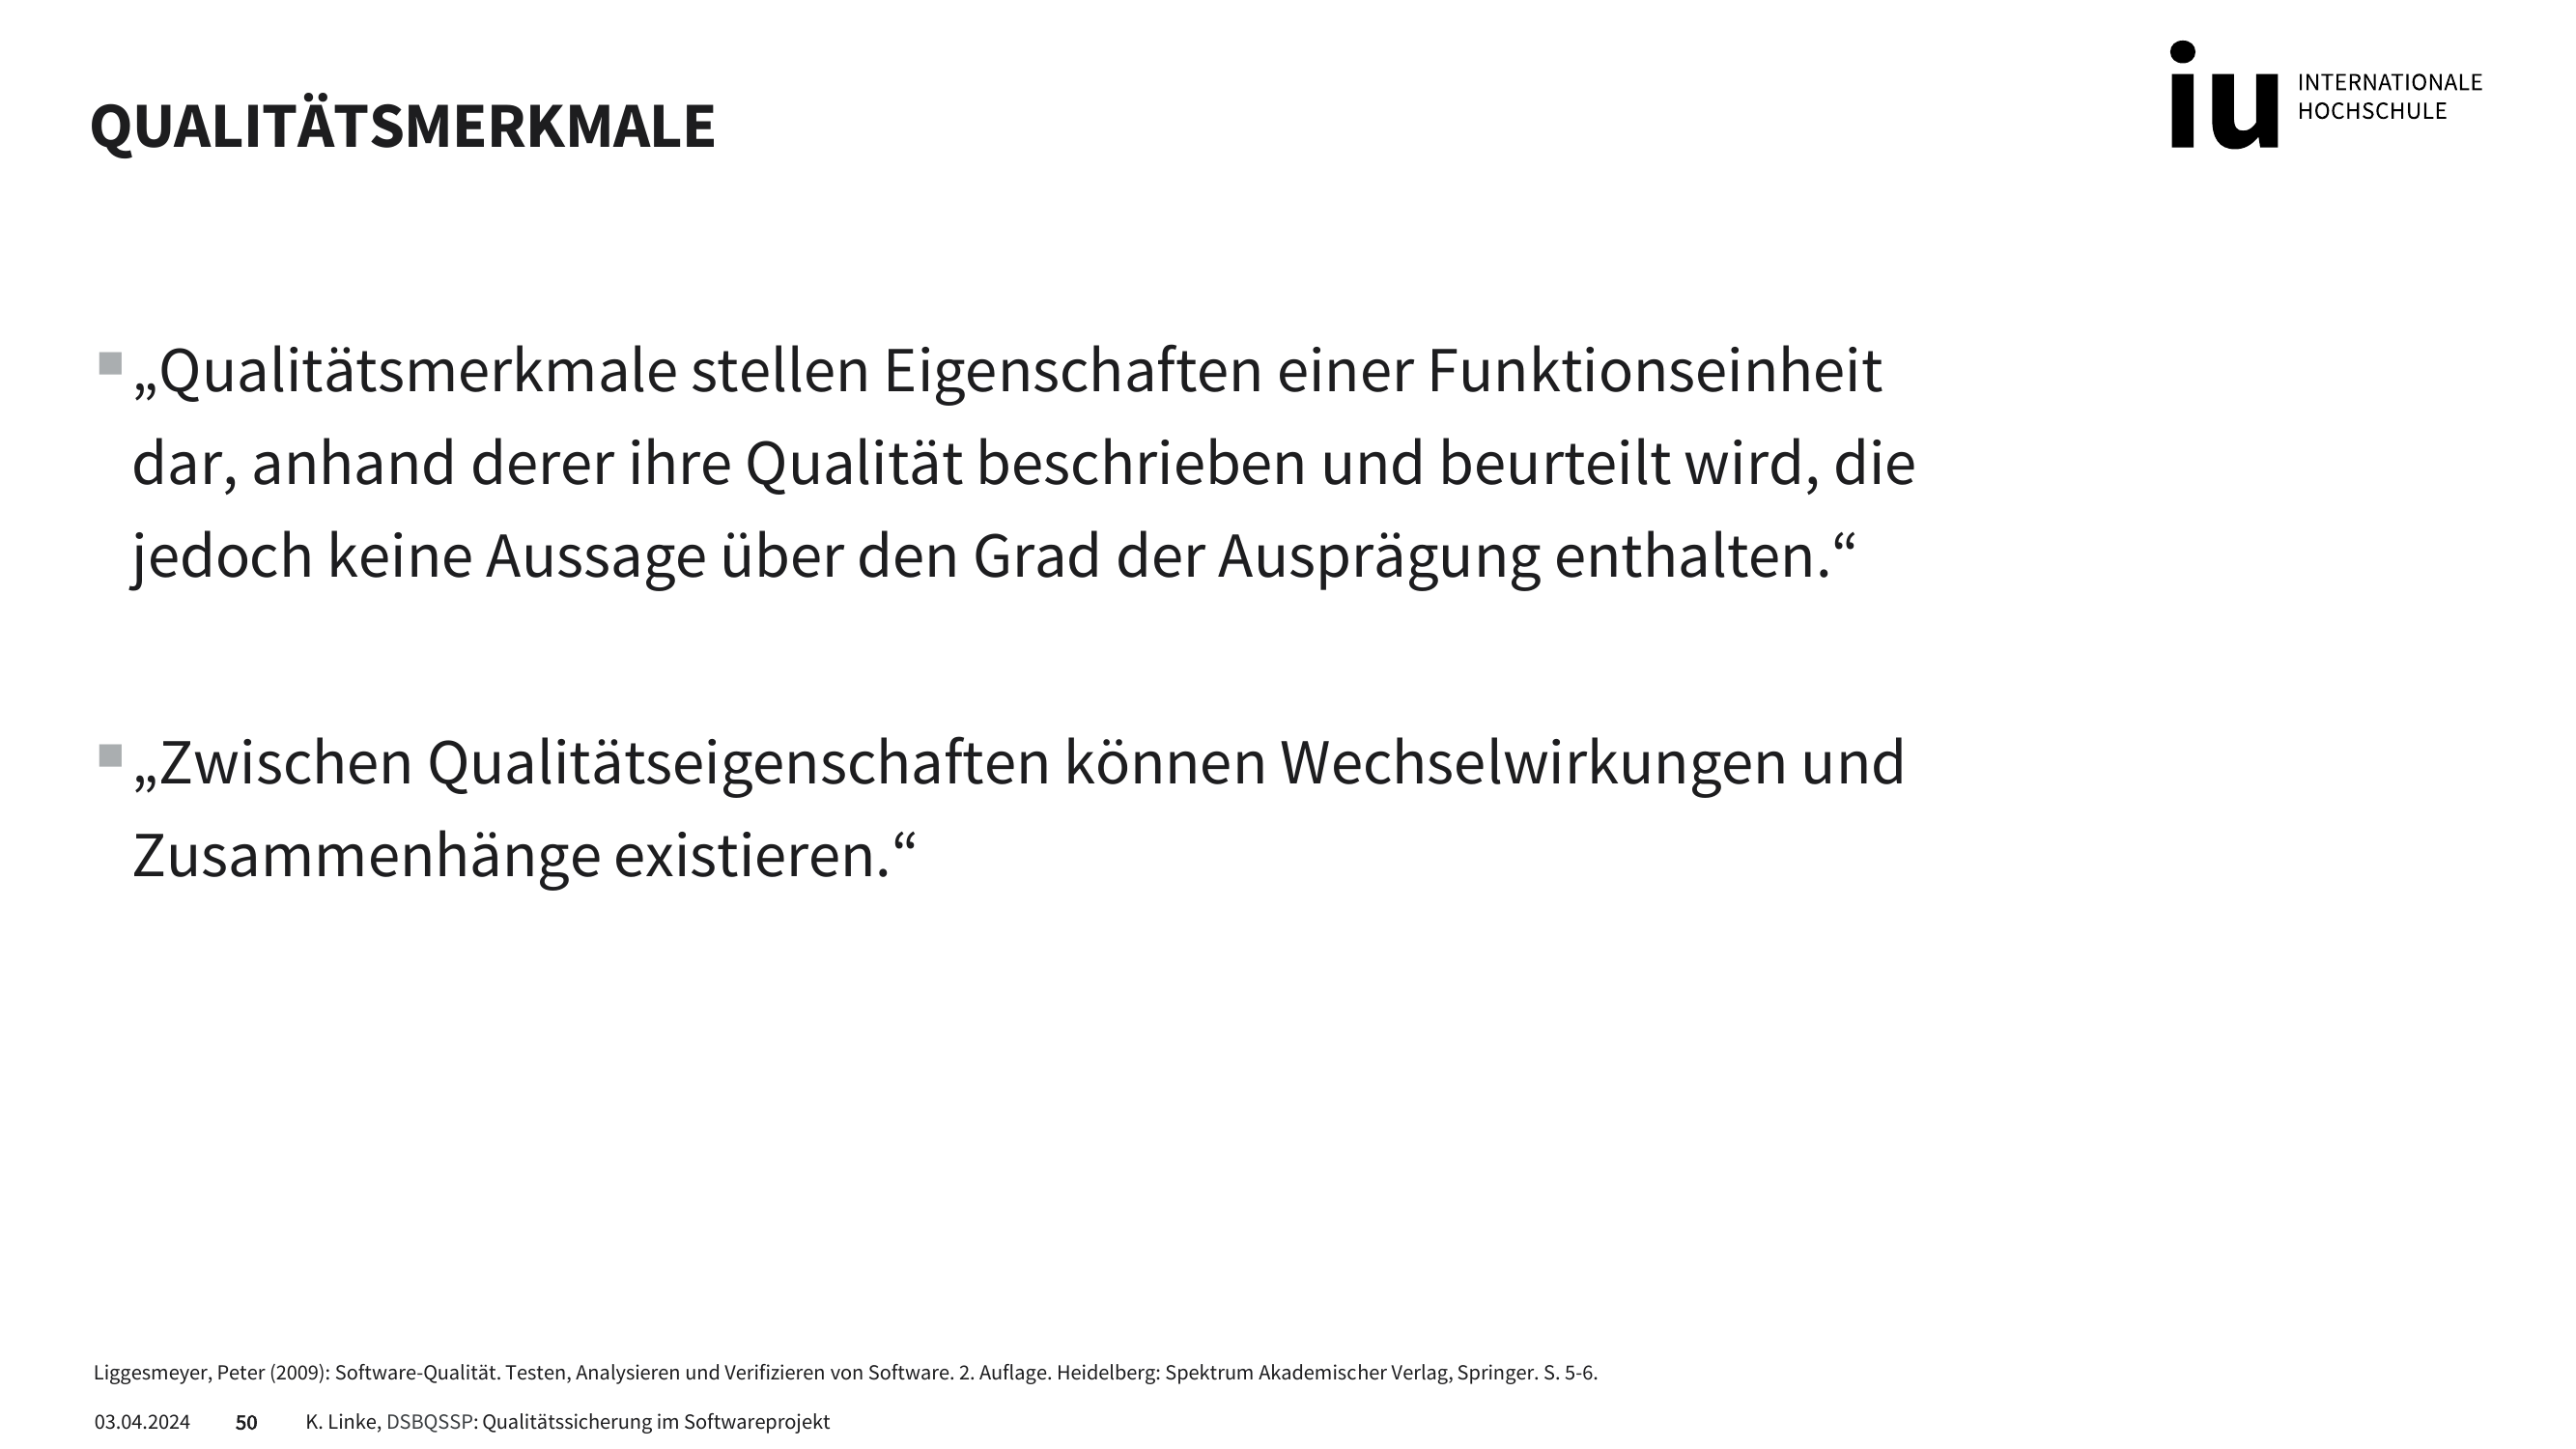 QUALITÄTSMERKMALE
iu INTERNATIONALE
HOCHSCHULE
„Qualitätsmerkmale stellen Eigenschaften einer Funktionseinheit
dar, anhand derer ihre Qualität beschrieben und beurteilt wird, die
jedoch keine Aussage über den Grad der Ausprägung enthalten.“
„Zwischen Qualitätseigenschaften können Wechselwirkungen und
Zusammenhänge existieren.“
Liggesmeyer, Peter (2009): Software-Qualität. Testen, Analysieren und Verifizieren von Software. 2. Auflage. Heidelberg: Spektrum Akademischer Verlag, Springer. S. 5-6.
03.04.2024 50 K. Linke, DSBQSSP: Qualitätssicherung im Softwareprojekt